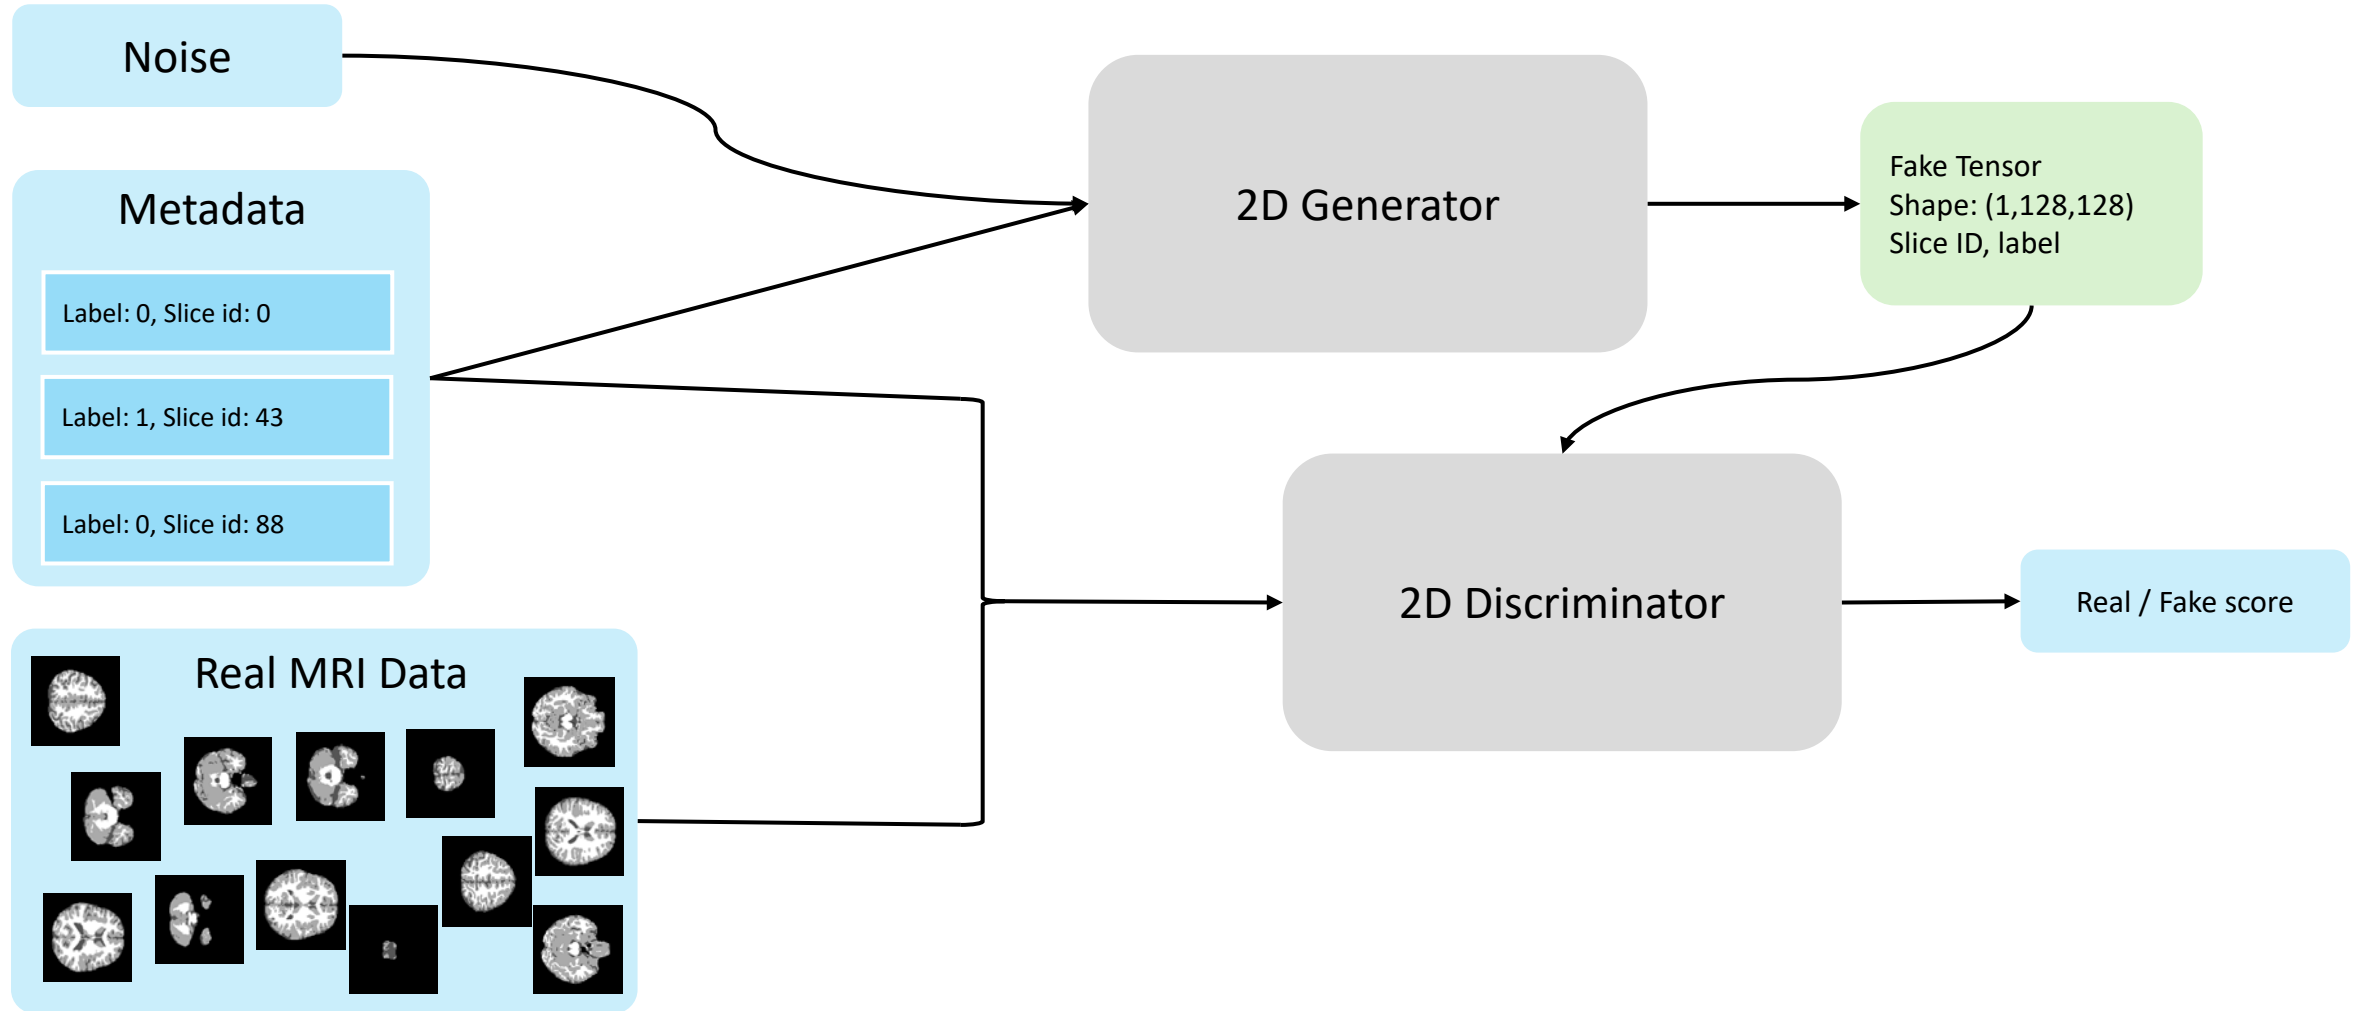 Noise
Metadata
Label: 0, Slice id: 0
Label: 1, Slice id: 43
Label: 0, Slice id: 88
Real MRI Data
2D Generator
Fake Tensor
Shape: (1,128,128)
Slice ID, label
2D Discriminator
Real / Fake score